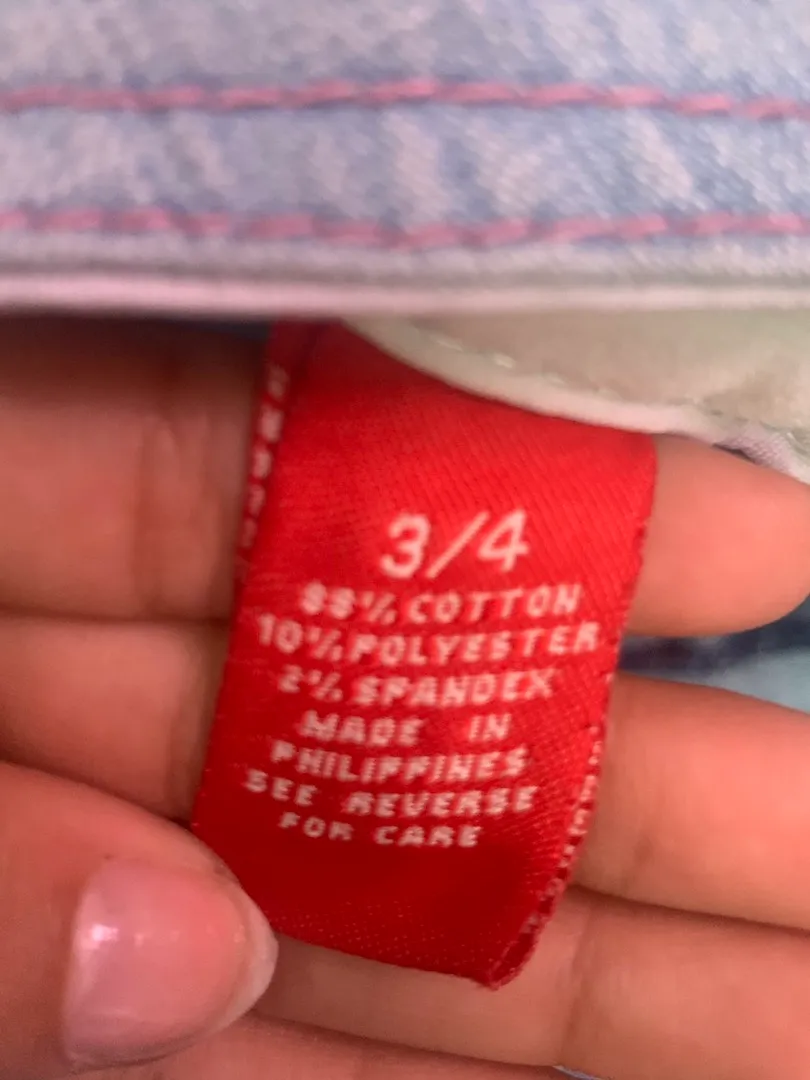 3/4
88% COTTON
10% POLYESTER
2% SPANDEX
MADE IN
PHILIPPINES
SEE REVERSE
FOR CARE